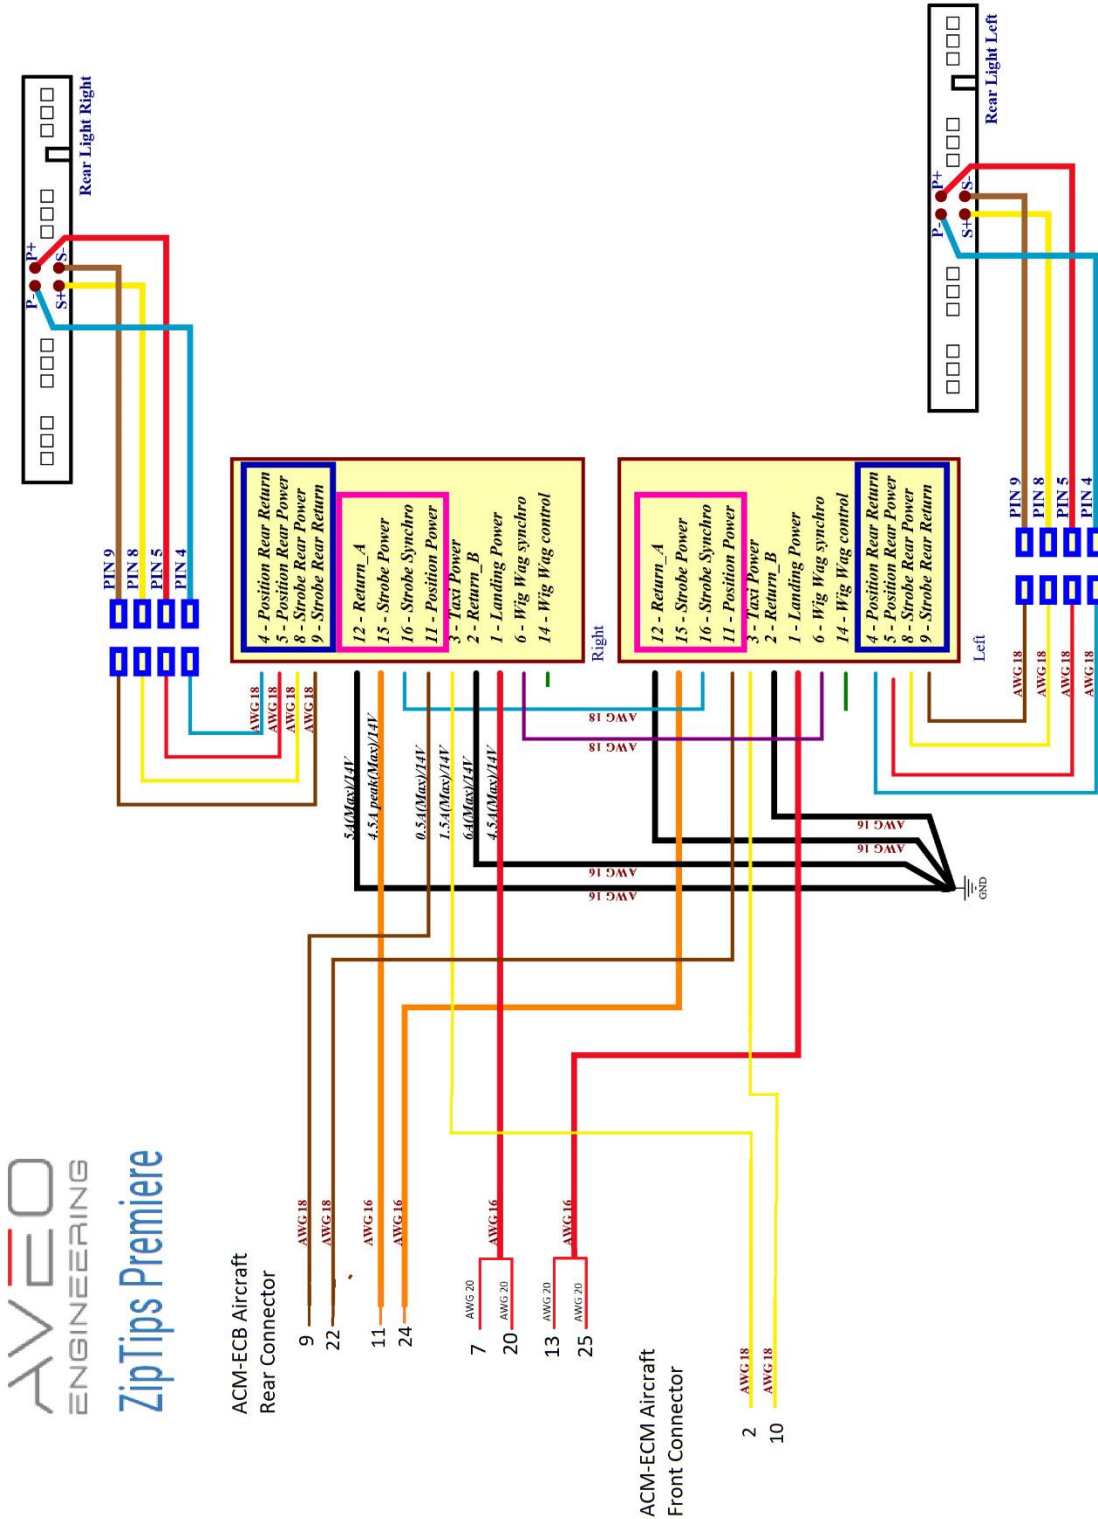 AVEO
ENGINEERING
ZipTips Premiere
ACM-ECB Aircraft
Rear Connector
9
22
11
24
7
20
13
25
AWG 18
AWG 18
AWG 16
AWG 16
AWG 20
AWG 20
AWG 16
AWG 20
AWG 20
AWG 16
ACM-ECM Aircraft
Front Connector
2
10
AWG 18
AWG 18
5A(Max)/14V
4.5A peak(Max)/14V
0.5A(Max)/14V
1.5A(Max)/14V
6A(Max)/14V
4.5A(Max)/14V
AWG 18
AWG 18
AWG 18
AWG 18
4 - Position Rear Return
5 - Position Rear Power
8 - Strobe Rear Power
9 - Strobe Rear Return
12 - Return_A
15 - Strobe Power
16 - Strobe Synchro
11 - Position Power
3 - Taxi Power
2 - Return_B
1 - Landing Power
6 - Wig Wag synchro
14 - Wig Wag control
Right
PIN 9
PIN 8
PIN 5
PIN 4
P-
P+
S+
S-
Rear Light Right
AWG 18
AWG 18
AWG 16
AWG 16
AWG 16
AWG 16
GND
12 - Return_A
15 - Strobe Power
16 - Strobe Synchro
11 - Position Power
3 - Taxi Power
2 - Return_B
1 - Landing Power
6 - Wig Wag synchro
14 - Wig Wag control
4 - Position Rear Return
5 - Position Rear Power
8 - Strobe Rear Power
9 - Strobe Rear Return
Left
AWG 18
AWG 18
AWG 18
AWG 18
PIN 9
PIN 8
PIN 5
PIN 4
P-
P+
S+
S-
Rear Light Left